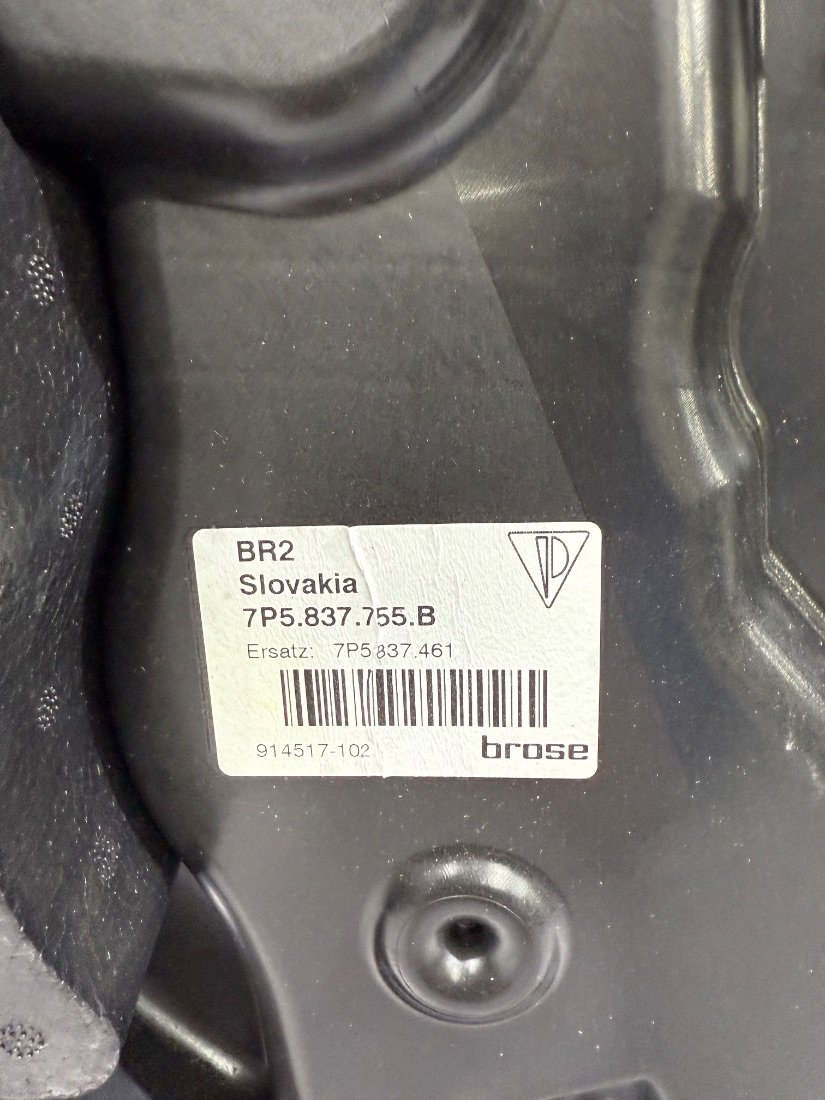 BR2
Slovakia
7P5.837.755.B
Ersatz: 7P5 837.461
914517-102
brose